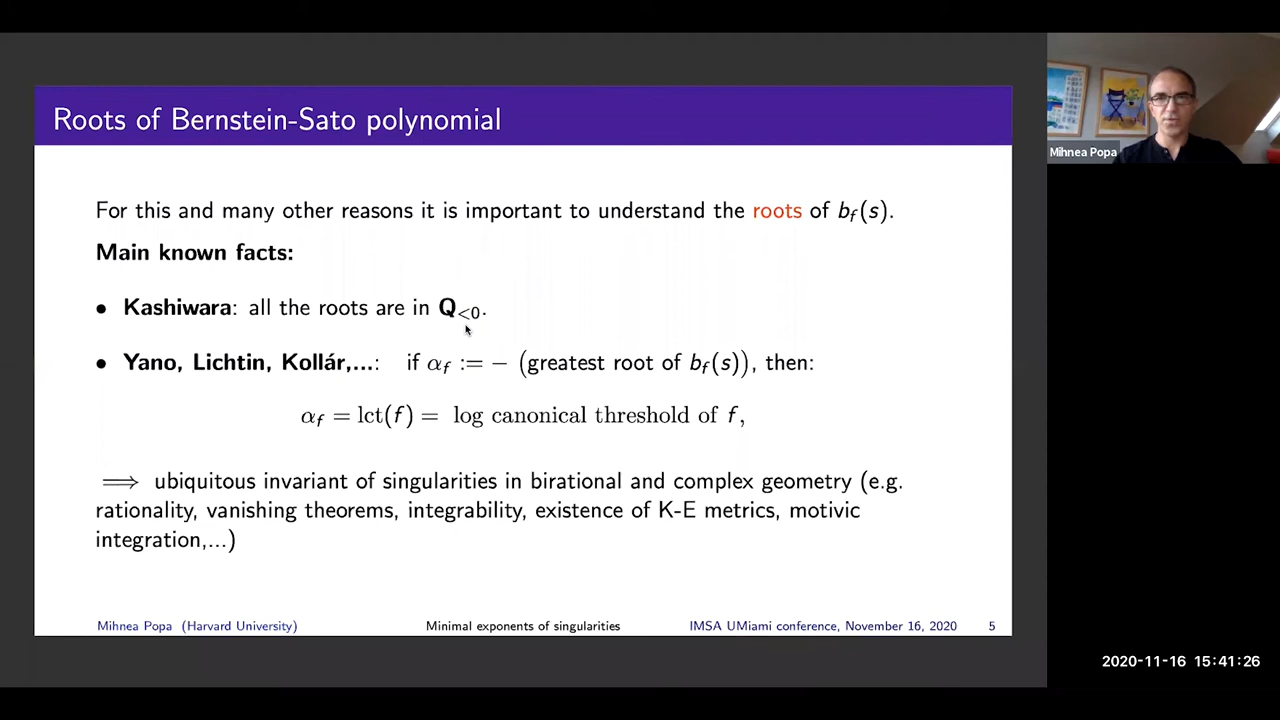 Roots of Bernstein-Sato polynomial
For this and many other reasons it is important to understand the roots of b_f(s).
Main known facts:
• Kashiwara: all the roots are in Q_{<0}.
• Yano, Lichtin, Kollár,...: if α_f := − (greatest root of b_f(s)), then:
α_f = lct(f) = log canonical threshold of f,
⟹ ubiquitous invariant of singularities in birational and complex geometry (e.g.
rationality, vanishing theorems, integrability, existence of K-E metrics, motivic
integration,...)
Mihnea Popa (Harvard University) Minimal exponents of singularities IMSA UMiami conference, November 16, 2020 5
Mihnea Popa
2020-11-16 15:41:26